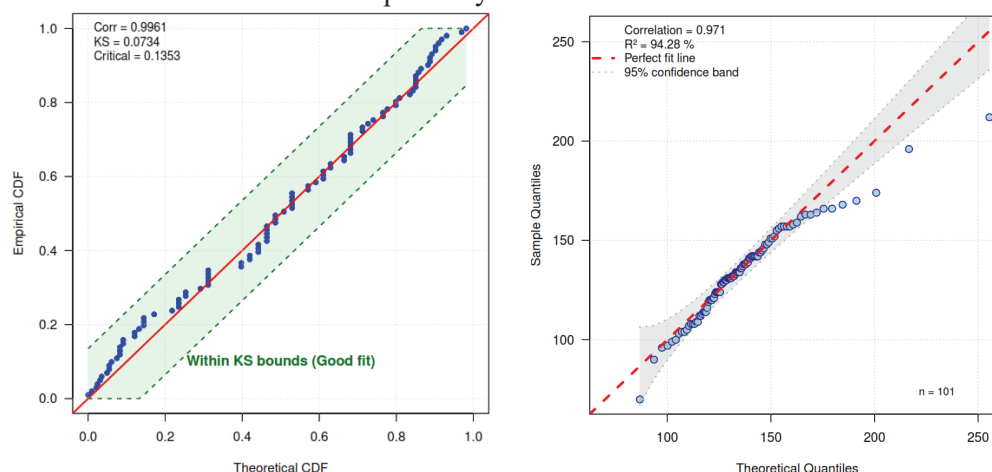 Corr = 0.9961
KS = 0.0734
Critical = 0.1353
1.0
0.8
0.6
0.4
0.2
0.0
Empirical CDF
Within KS bounds (Good fit)
0.0 0.2 0.4 0.6 0.8 1.0
Theoretical CDF
Correlation = 0.971
R² = 94.28 %
Perfect fit line
95% confidence band
250
200
150
100
Sample Quantiles
n = 101
100 150 200 250
Theoretical Quantiles